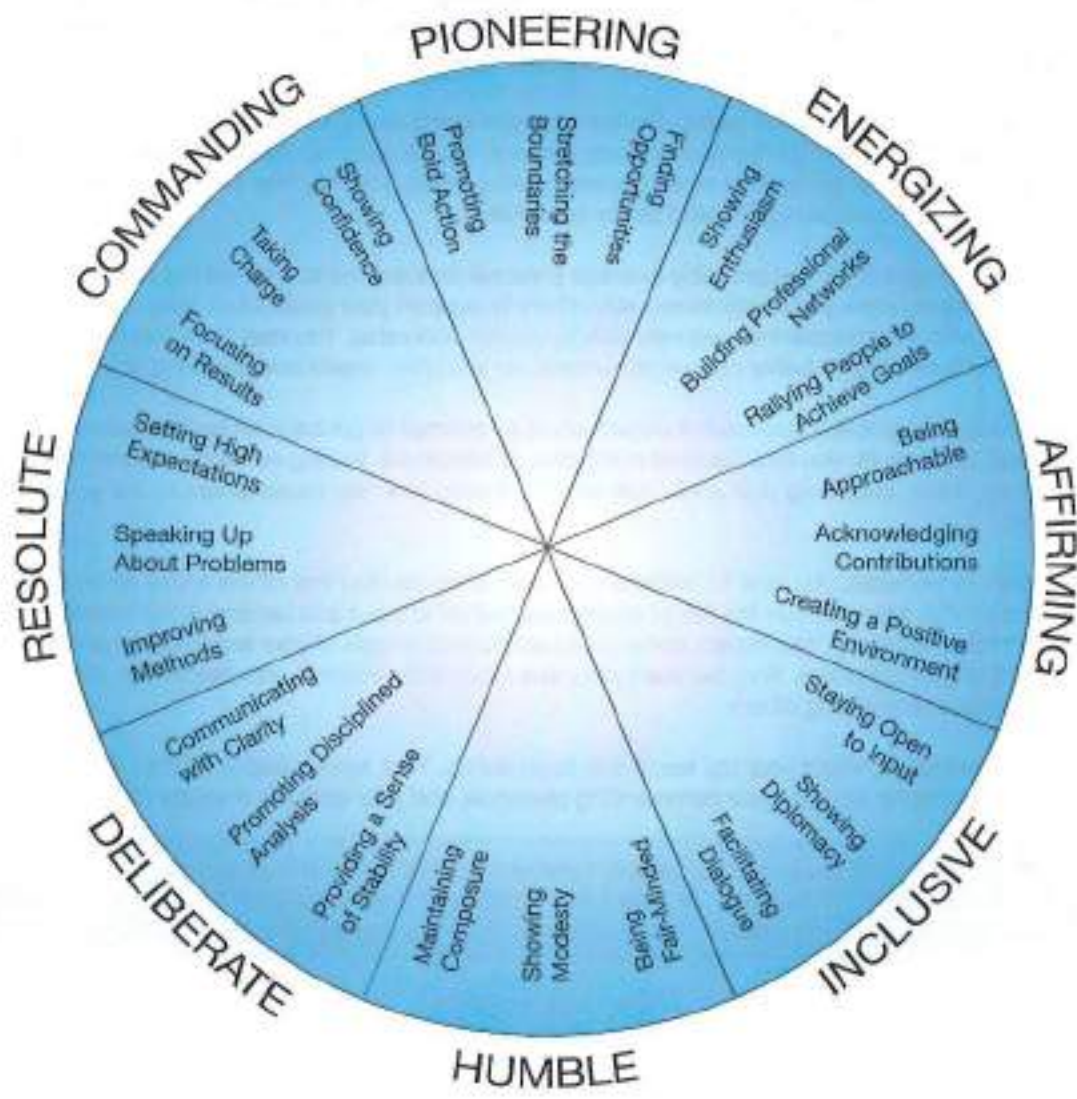 PIONEERING
Finding
Opportunities
Stretching the
Boundaries
Promoting
Bold Action
ENERGIZING
Showing
Enthusiasm
Building Professional
Networks
Rallying People to
Achieve Goals
AFFIRMING
Being
Approachable
Acknowledging
Contributions
Creating a Positive
Environment
INCLUSIVE
Staying Open
to Input
Showing
Diplomacy
Facilitating
Dialogue
HUMBLE
Being
Fair-Minded
Showing
Modesty
Maintaining
Composure
DELIBERATE
Providing a Sense
of Stability
Promoting Disciplined
Analysis
Communicating
with Clarity
RESOLUTE
Improving
Methods
Speaking Up
About Problems
Setting High
Expectations
COMMANDING
Focusing
on Results
Taking
Charge
Showing
Confidence